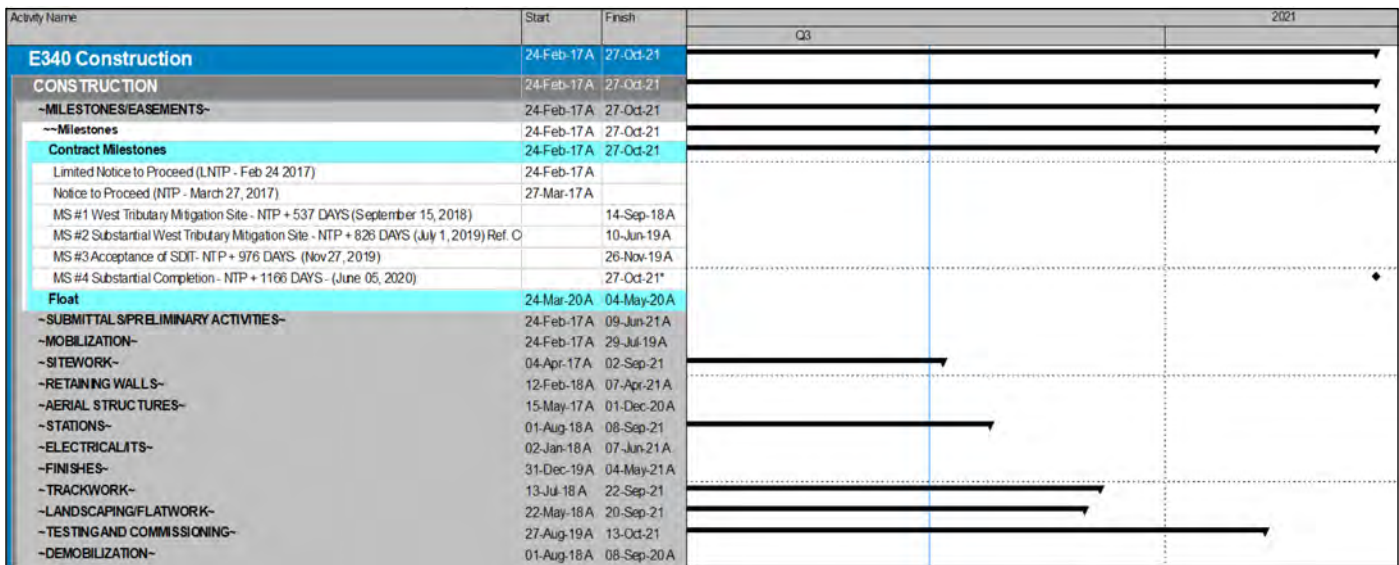 Activity Name Start Finish 2021
Q3
E340 Construction 24-Feb-17 A 27-Oct-21
CONSTRUCTION 24-Feb-17 A 27-Oct-21
~MILESTONES/EASEMENTS~ 24-Feb-17 A 27-Oct-21
~~Milestones 24-Feb-17 A 27-Oct-21
Contract Milestones 24-Feb-17 A 27-Oct-21
Limited Notice to Proceed (LNTP - Feb 24 2017) 24-Feb-17 A
Notice to Proceed (NTP - March 27, 2017) 27-Mar-17 A
MS #1 West Tributary Mitigation Site - NTP + 537 DAYS (September 15, 2018) 14-Sep-18 A
MS #2 Substantial West Tributary Mitigation Site - NTP + 826 DAYS (July 1, 2019) Ref. C 10-Jun-19 A
MS #3 Acceptance of SDIT- NTP + 976 DAYS- (Nov 27, 2019) 26-Nov-19 A
MS #4 Substantial Completion - NTP + 1166 DAYS - (June 05, 2020) 27-Oct-21*
Float 24-Mar-20 A 04-May-20 A
~SUBMITTALS/PRELIMINARY ACTIVITIES~ 24-Feb-17 A 09-Jun-21 A
~MOBILIZATION~ 24-Feb-17 A 29-Jul-19 A
~SITEWORK~ 04-Apr-17 A 02-Sep-21
~RETAINING WALLS~ 12-Feb-18 A 07-Apr-21 A
~AERIAL STRUCTURES~ 15-May-17 A 01-Dec-20 A
~STATIONS~ 01-Aug-18 A 08-Sep-21
~ELECTRICAL/ITS~ 02-Jan-18 A 07-Jun-21 A
~FINISHES~ 31-Dec-19 A 04-May-21 A
~TRACKWORK~ 13-Jul-18 A 22-Sep-21
~LANDSCAPING/FLATWORK~ 22-May-18 A 20-Sep-21
~TESTING AND COMMISSIONING~ 27-Aug-19 A 13-Oct-21
~DEMOBILIZATION~ 01-Aug-18 A 08-Sep-20 A